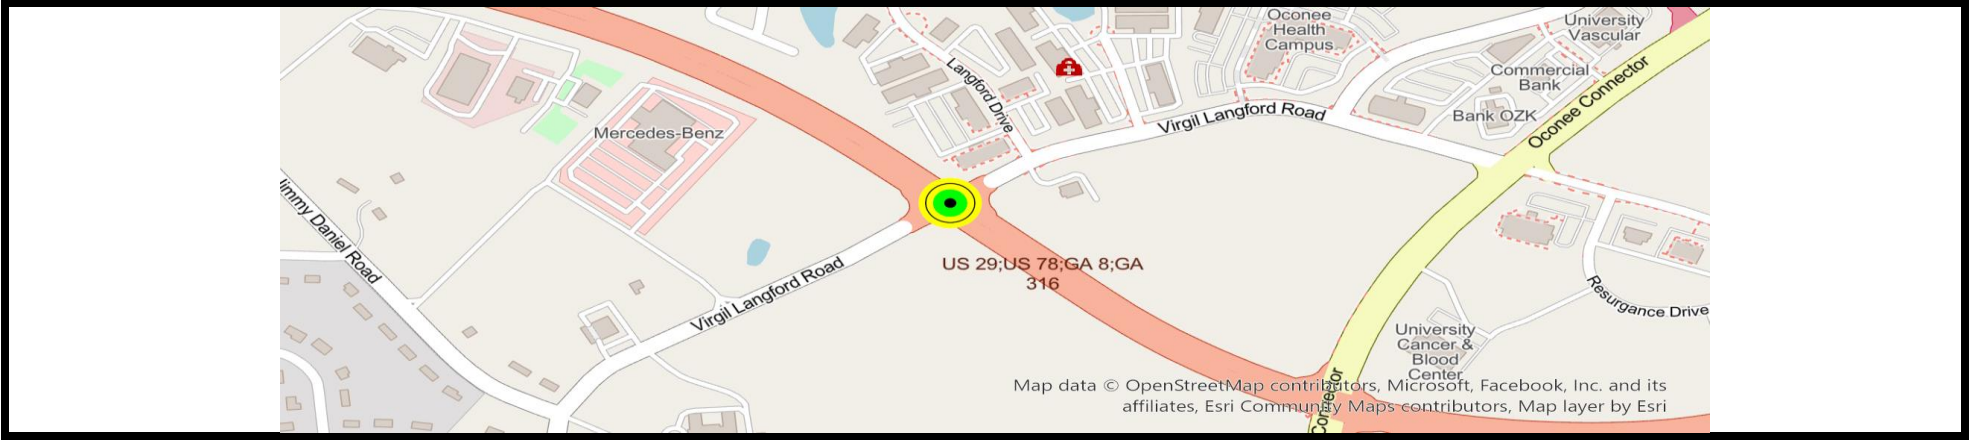 Oconee
Health
Campus
University
Vascular
Langford Drive
Commercial
Bank
Mercedes-Benz
Virgil Langford Road
Bank OZK
Oconee Connector
Jimmy Daniel Road
US 29;US 78;GA 8;GA
316
Virgil Langford Road
Resurgance Drive
University
Cancer &
Blood
Center
Connector
Map data © OpenStreetMap contributors, Microsoft, Facebook, Inc. and its
affiliates, Esri Community Maps contributors, Map layer by Esri